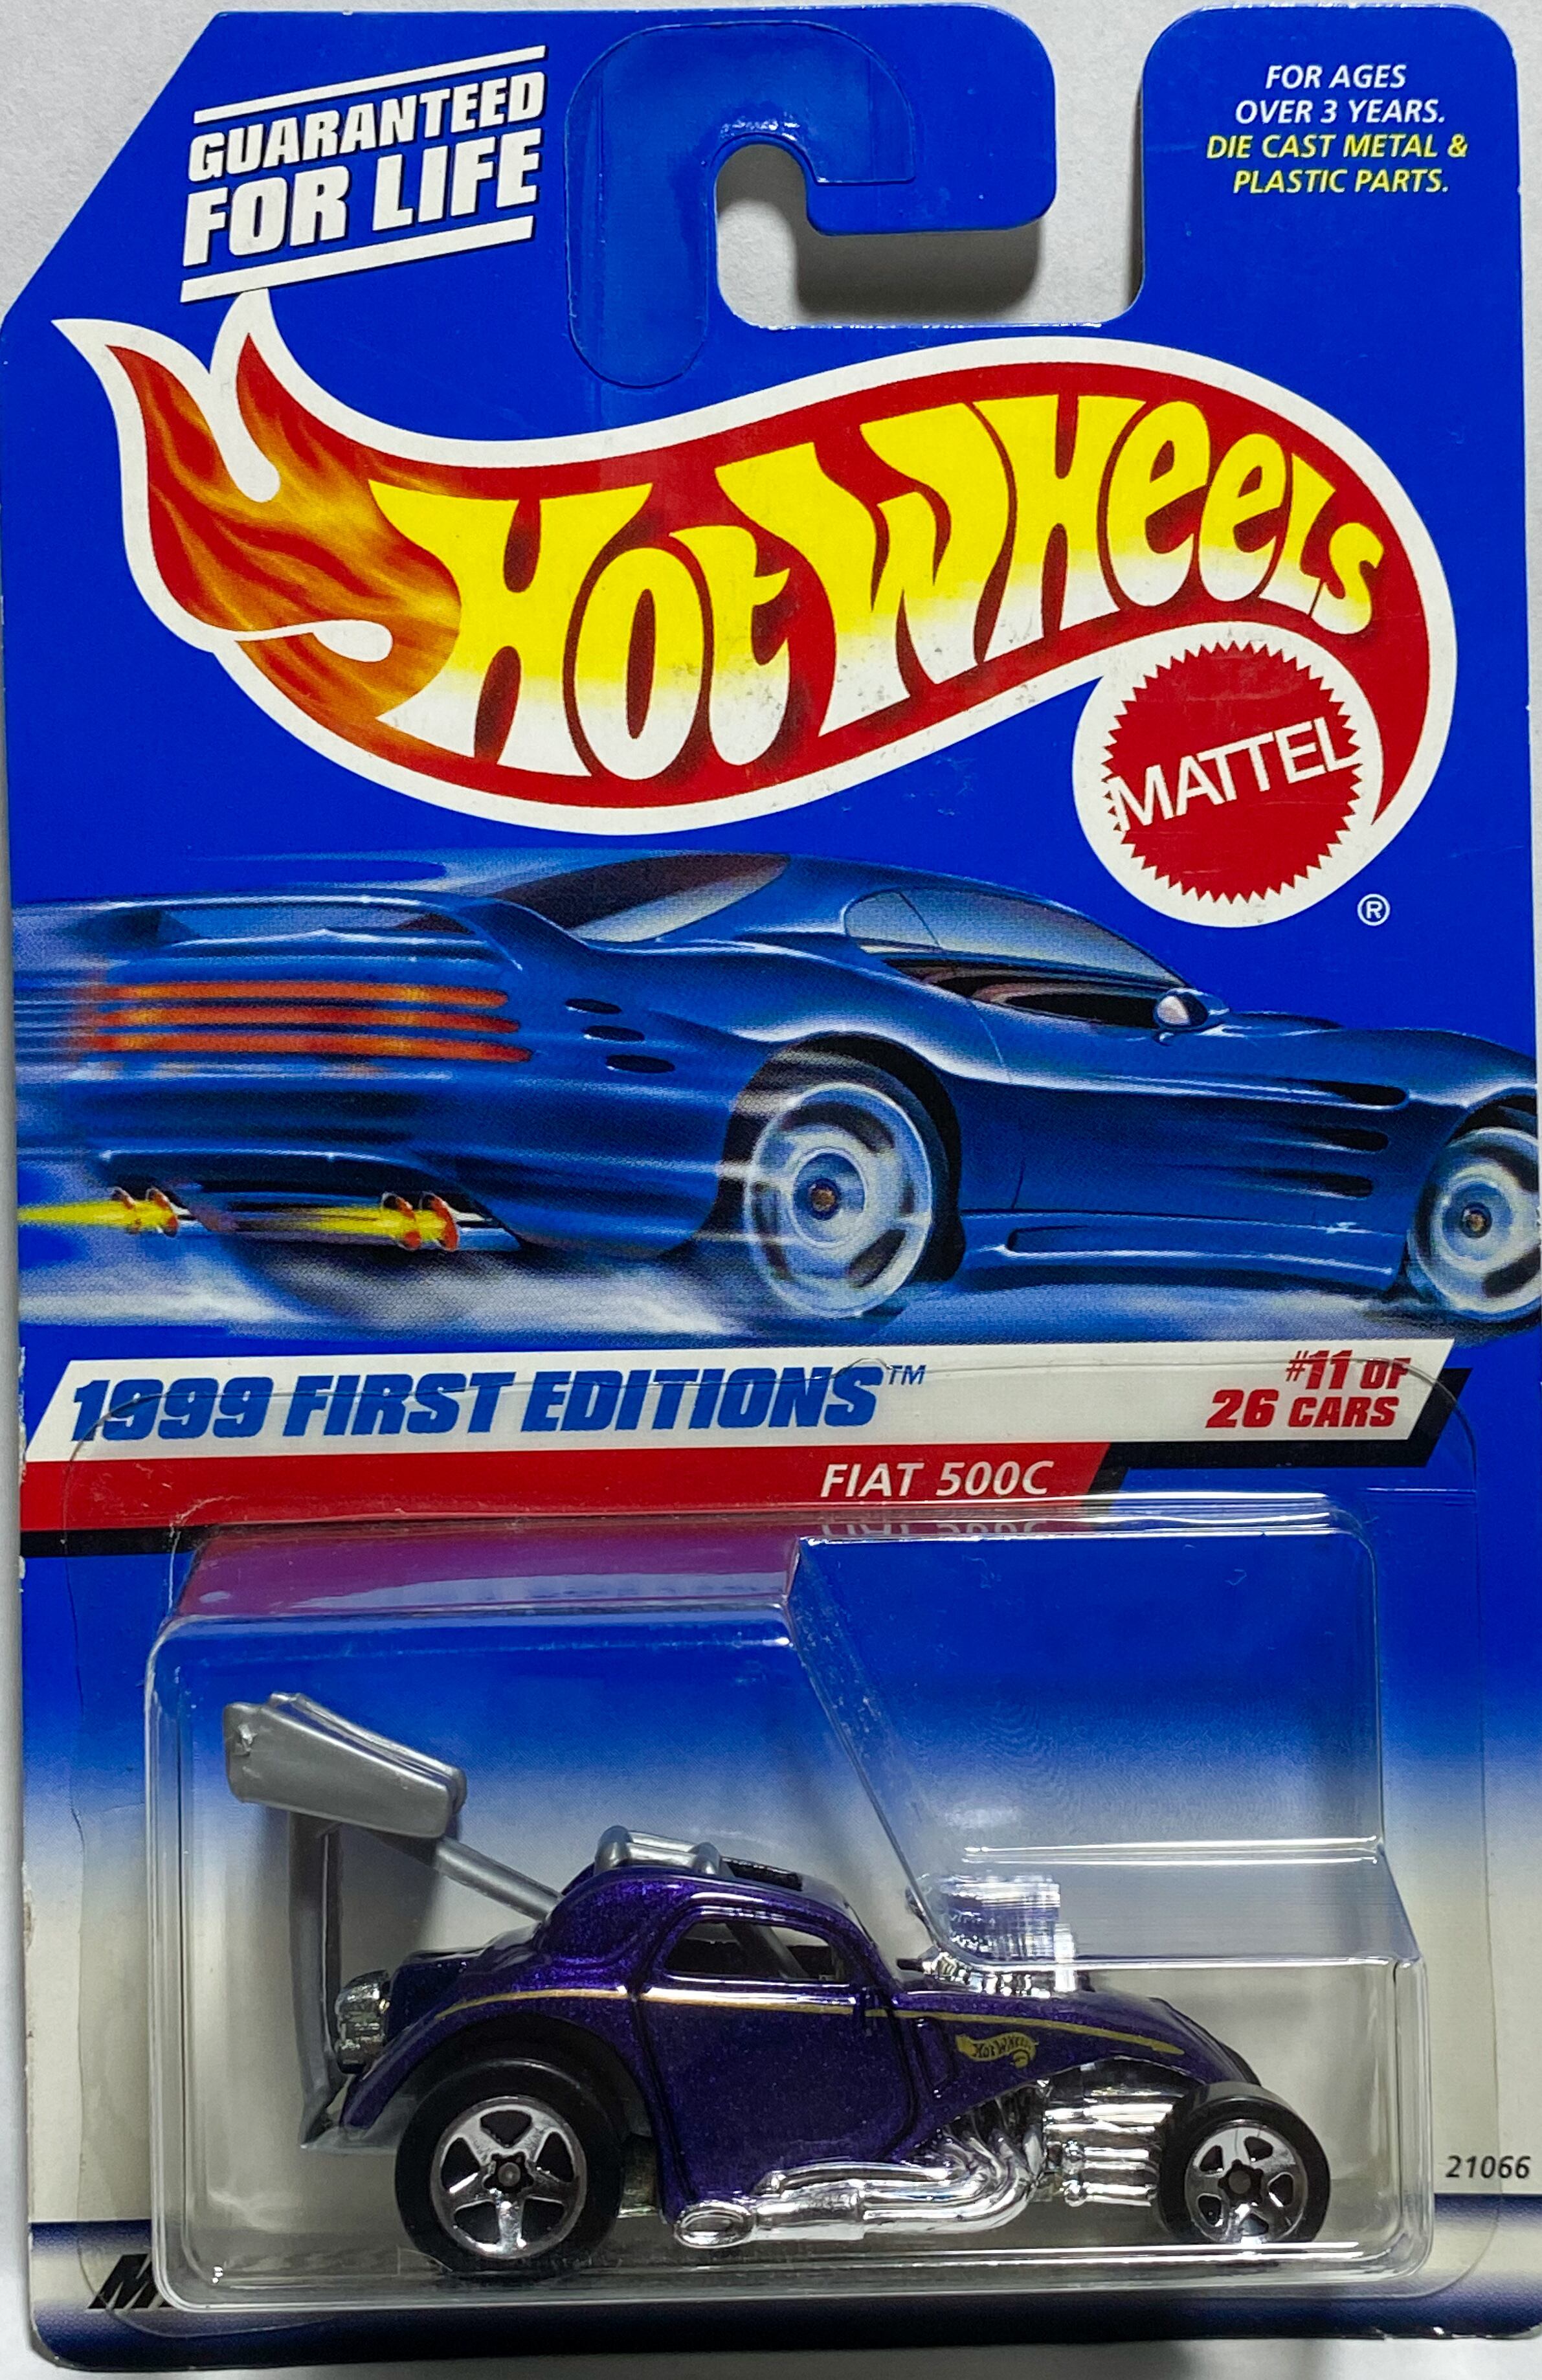 GUARANTEED
FOR LIFE
FOR AGES
OVER 3 YEARS.
DIE CAST METAL &
PLASTIC PARTS.
HOT WHEELS
MATTEL
®
1999 FIRST EDITIONS™
#11 OF
26 CARS
FIAT 500C
HOT WHEELS
21066